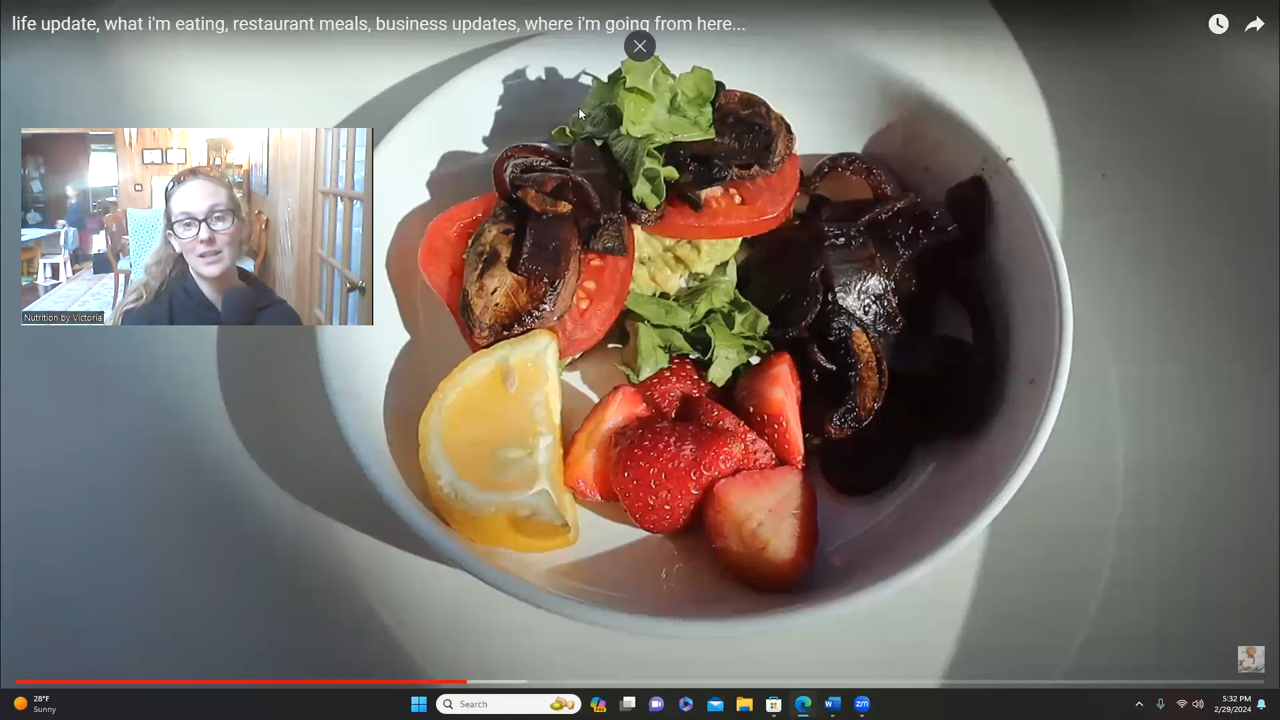 life update, what i'm eating, restaurant meals, business updates, where i'm going from here...
Nutrition by Victoria
28°F
Sunny
Search
5:32 PM
2/29/2024